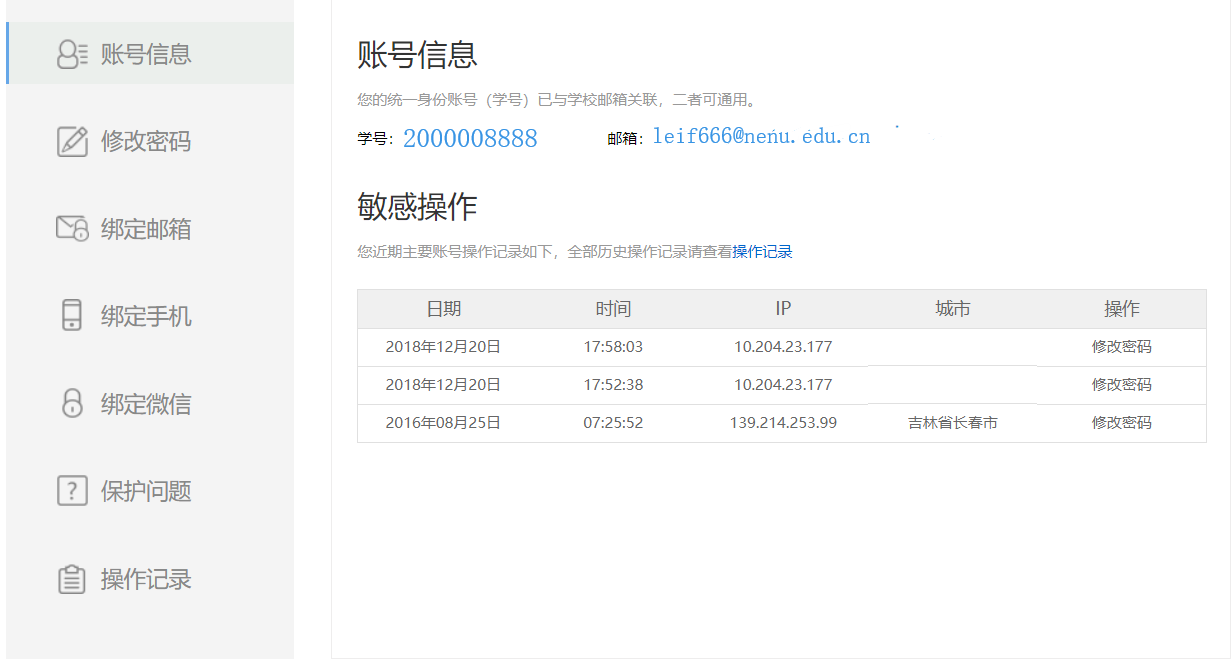 账号信息
修改密码
绑定邮箱
绑定手机
绑定微信
保护问题
操作记录
账号信息
您的统一身份账号（学号）已与学校邮箱关联，二者可通用。
学号：2000008888 邮箱：leif666@nenu.edu.cn
敏感操作
您近期主要账号操作记录如下，全部历史操作记录请查看操作记录
日期 时间 IP 城市 操作
2018年12月20日 17:58:03 10.204.23.177 修改密码
2018年12月20日 17:52:38 10.204.23.177 修改密码
2016年08月25日 07:25:52 139.214.253.99 吉林省长春市 修改密码